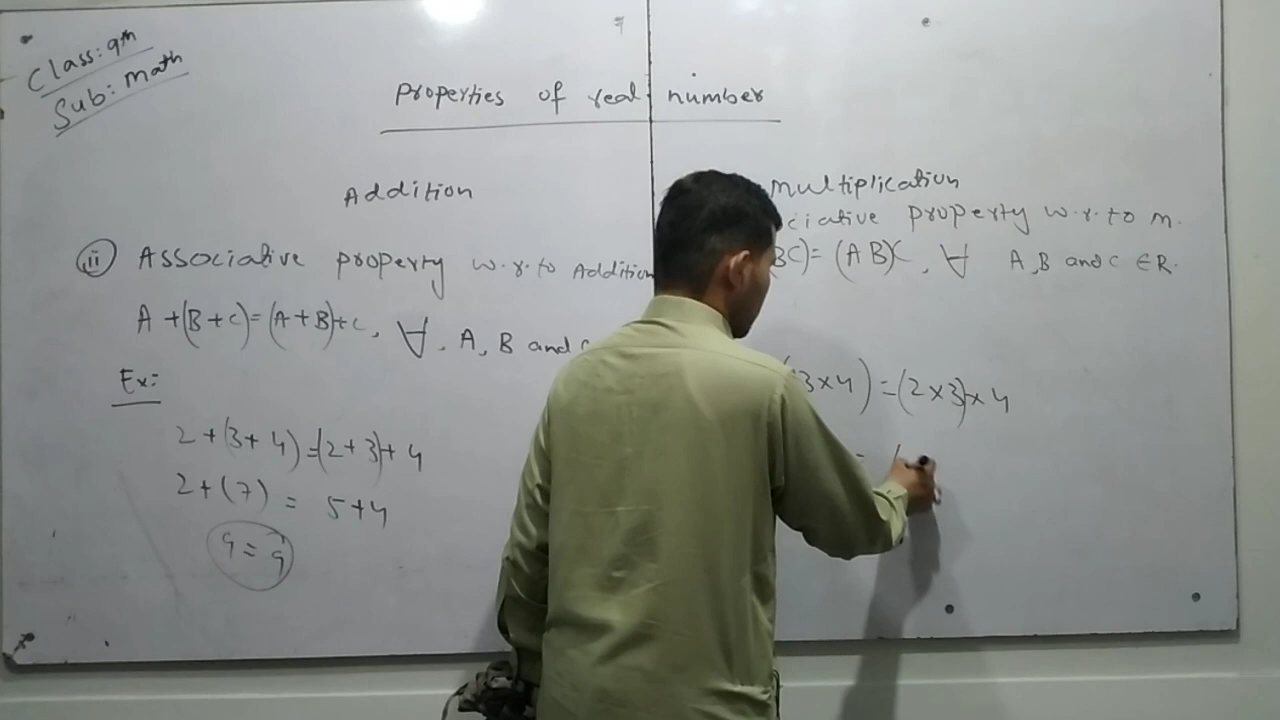 Class: 9th
Sub: Math
Properties of real number
Addition
(iii) Associative property w.r.to Addition
A+(B+C)=(A+B)+C, ∀, A, B and
Ex:
2+(3+4)=(2+3)+4
2+(7) = 5+4
9=9
Multiplication
ciative property w.r.to m.
BC)=(AB)C, ∀ A,B and C ∈R.
(3×4)=(2×3)×4
=